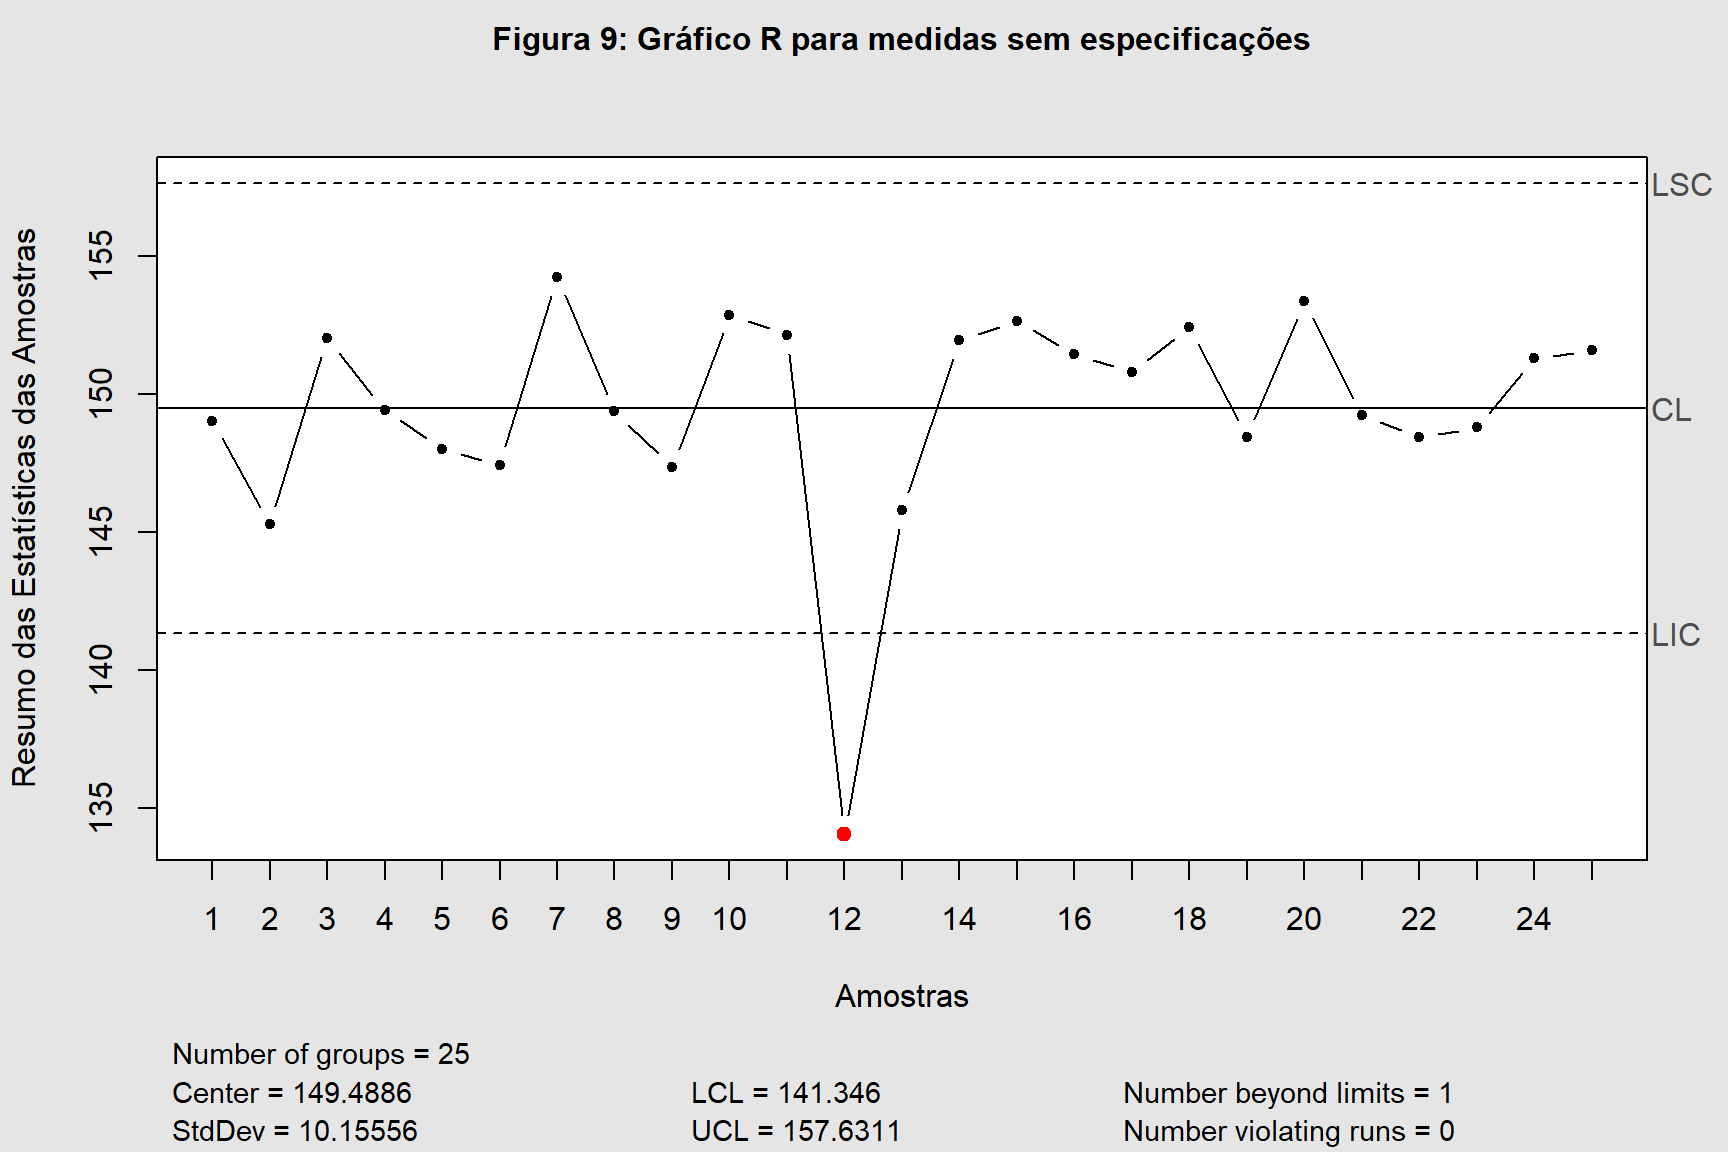 Figura 9: Gráfico R para medidas sem especificações
Resumo das Estatísticas das Amostras
155
150
145
140
135
LSC
CL
LIC
1 2 3 4 5 6 7 8 9 10 12 14 16 18 20 22 24
Amostras
Number of groups = 25
Center = 149.4886 LCL = 141.346 Number beyond limits = 1
StdDev = 10.15556 UCL = 157.6311 Number violating runs = 0